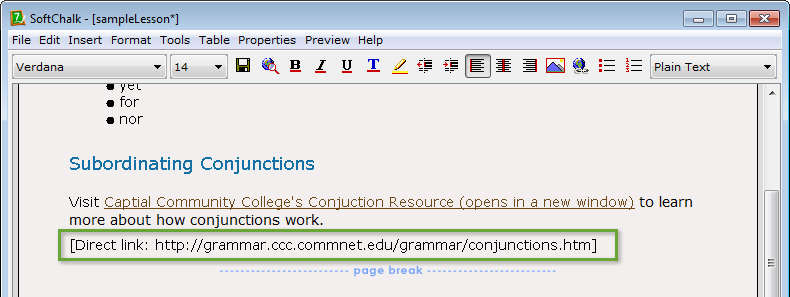 SoftChalk - [sampleLesson*]
File Edit Insert Format Tools Table Properties Preview Help
Verdana 14 B I U T Plain Text
yet
for
nor
Subordinating Conjunctions
Visit Captial Community College's Conjuction Resource (opens in a new window) to learn
more about how conjunctions work.
[Direct link: http://grammar.ccc.commnet.edu/grammar/conjunctions.htm]
page break